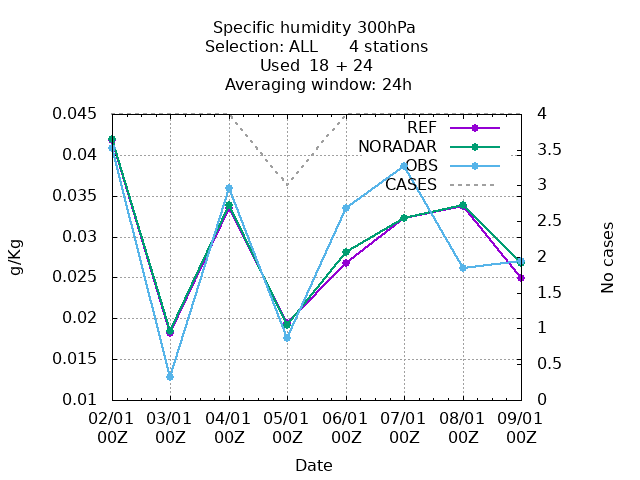 Specific humidity 300hPa
Selection: ALL      4 stations
Used  18 + 24
Averaging window: 24h
0.045
0.04
0.035
0.03
0.025
0.02
0.015
0.01
g/Kg
REF
NORADAR
OBS
CASES
4
3.5
3
2.5
2
1.5
1
0.5
0
No cases
02/01 03/01 04/01 05/01 06/01 07/01 08/01 09/01
00Z 00Z 00Z 00Z 00Z 00Z 00Z 00Z
Date